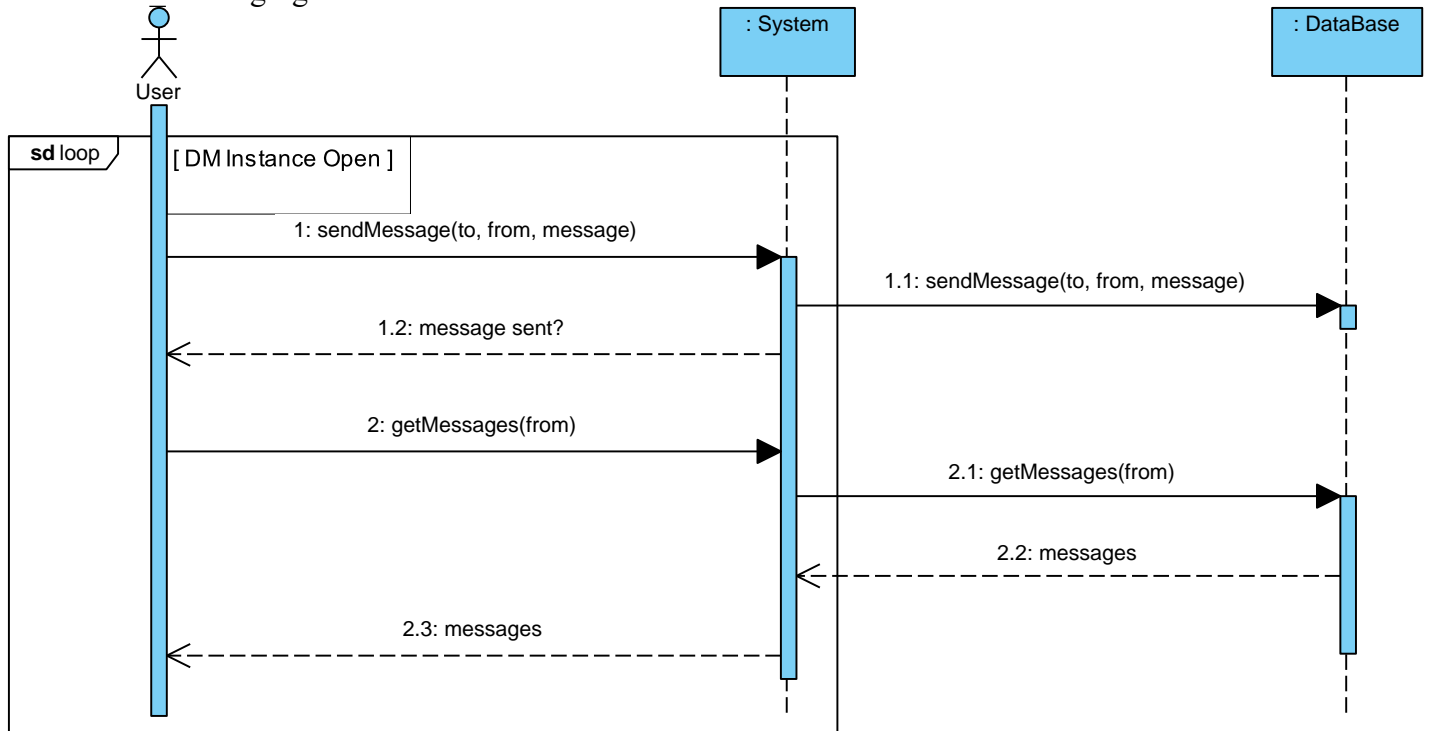 : System
: DataBase
User
sd loop
[ DM Instance Open ]
1: sendMessage(to, from, message)
1.1: sendMessage(to, from, message)
1.2: message sent?
2: getMessages(from)
2.1: getMessages(from)
2.2: messages
2.3: messages